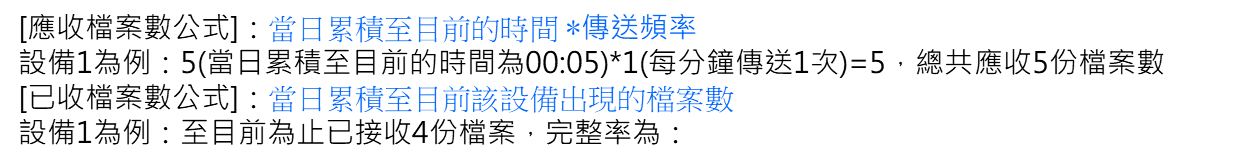 [應收檔案數公式]：當日累積至目前的時間 *傳送頻率
設備1為例：5(當日累積至目前的時間為00:05)*1(每分鐘傳送1次)=5，總共應收5份檔案數
[已收檔案數公式]：當日累積至目前該設備出現的檔案數
設備1為例：至目前為止已接收4份檔案，完整率為：